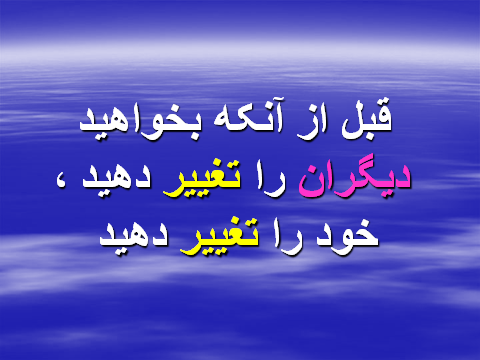 قبل از آنکه بخواهید
دیگران را تغییر دهید ،
خود را تغییر دهید